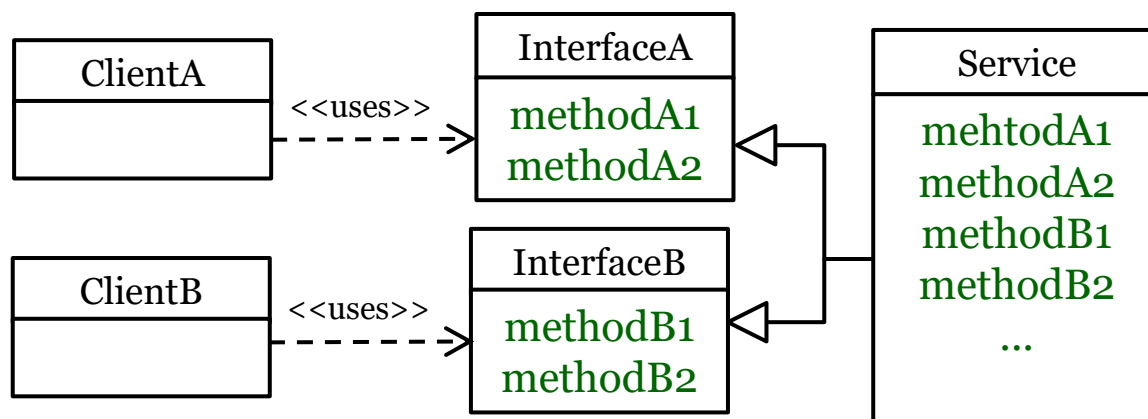 ClientA
<<uses>>
InterfaceA
methodA1
methodA2
ClientB
<<uses>>
InterfaceB
methodB1
methodB2
Service
mehtodA1
methodA2
methodB1
methodB2
...